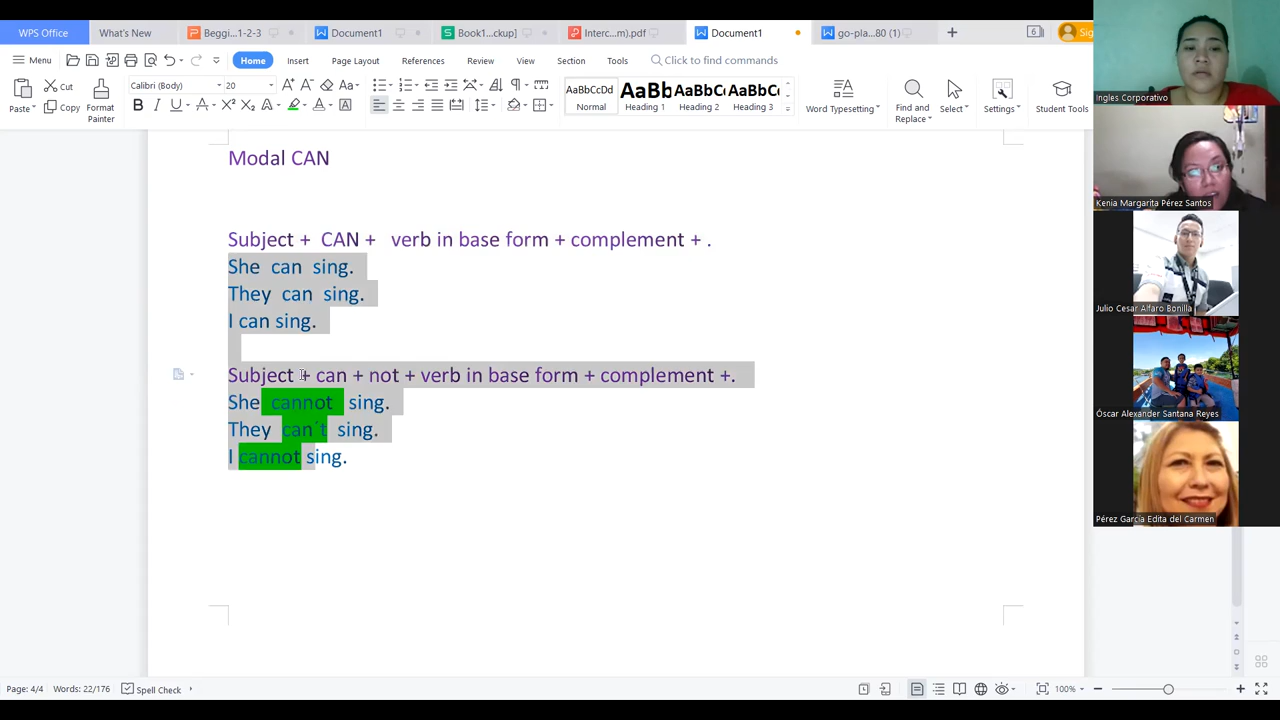 WPS Office
What's New
Beggi...1-2-3
Document1
Book1...ckup]
Interc...m).pdf
Document1
go-pla...80 (1)
Menu
Home
Insert
Page Layout
References
Review
View
Section
Tools
Click to find commands
Paste
Cut
Copy
Format Painter
Calibri (Body)
20
AaBbCcDd
Normal
Heading 1
Heading 2
Heading 3
Word Typesetting
Find and Replace
Select
Settings
Student Tools
Modal CAN
Subject + CAN + verb in base form + complement + .
She can sing.
They can sing.
I can sing.
Subject + can + not + verb in base form + complement +.
She cannot sing.
They can´t sing.
I cannot sing.
Page: 4/4
Words: 22/176
Spell Check
100%
Ingles Corporativo
Kenia Margarita Pérez Santos
Julio Cesar Alfaro Bonilla
Óscar Alexander Santana Reyes
Pérez García Edita del Carmen